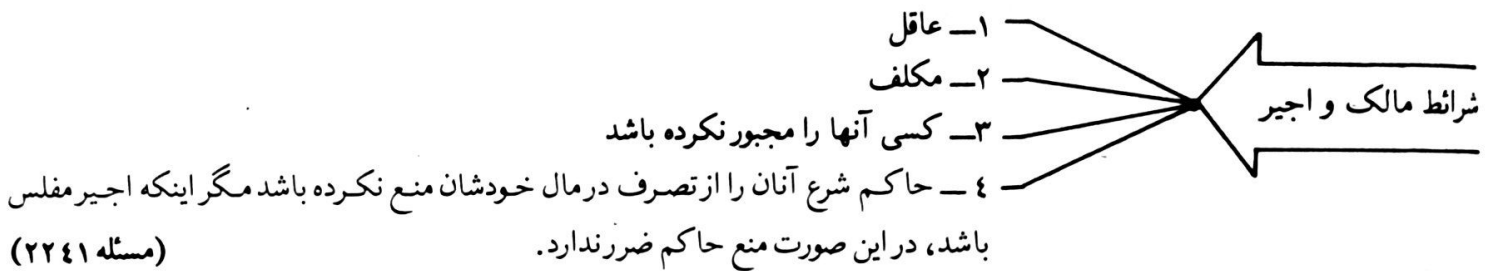 شرائط مالک و اجیر
۱ــ عاقل
۲ــ مکلف
۳ــ کسی آنها را مجبور نکرده باشد
٤ ــ حاکم شرع آنان را از تصرف در مال خودشان منع نکرده باشد مگر اینکه اجیر مفلس
باشد، در این صورت منع حاکم ضرر ندارد. (مسئله ۲۲٤۱)